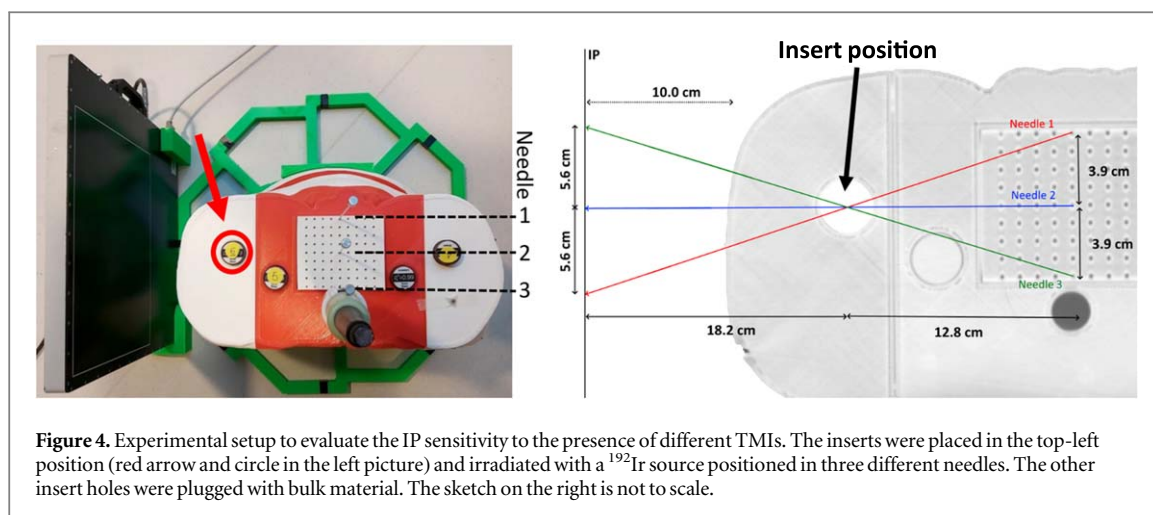 Insert position
IP
10.0 cm
Needle 1
5.6 cm
3.9 cm
Needle 2
5.6 cm
3.9 cm
Needle 3
18.2 cm
12.8 cm
Needle
1
2
3
Figure 4. Experimental setup to evaluate the IP sensitivity to the presence of different TMIs. The inserts were placed in the top-left
position (red arrow and circle in the left picture) and irradiated with a ¹⁹²Ir source positioned in three different needles. The other
insert holes were plugged with bulk material. The sketch on the right is not to scale.